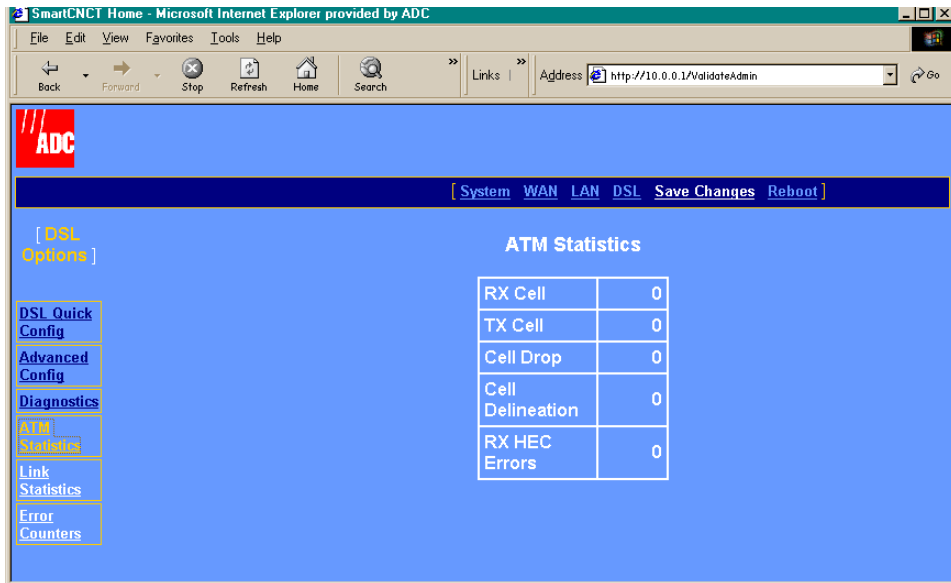 SmartCNCT Home - Microsoft Internet Explorer provided by ADC
File Edit View Favorites Tools Help
Back Forward Stop Refresh Home Search » Links » Address http://10.0.0.1/ValidateAdmin Go
ADC
[ System WAN LAN DSL Save Changes Reboot ]
[ DSL
Options ]
DSL Quick
Config
Advanced
Config
Diagnostics
ATM
Statistics
Link
Statistics
Error
Counters
ATM Statistics
RX Cell 0
TX Cell 0
Cell Drop 0
Cell
Delineation 0
RX HEC
Errors 0